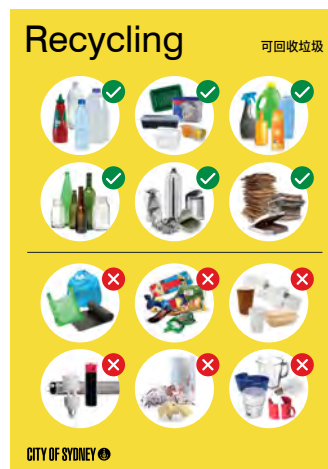 Recycling
可回收垃圾
CITY OF SYDNEY